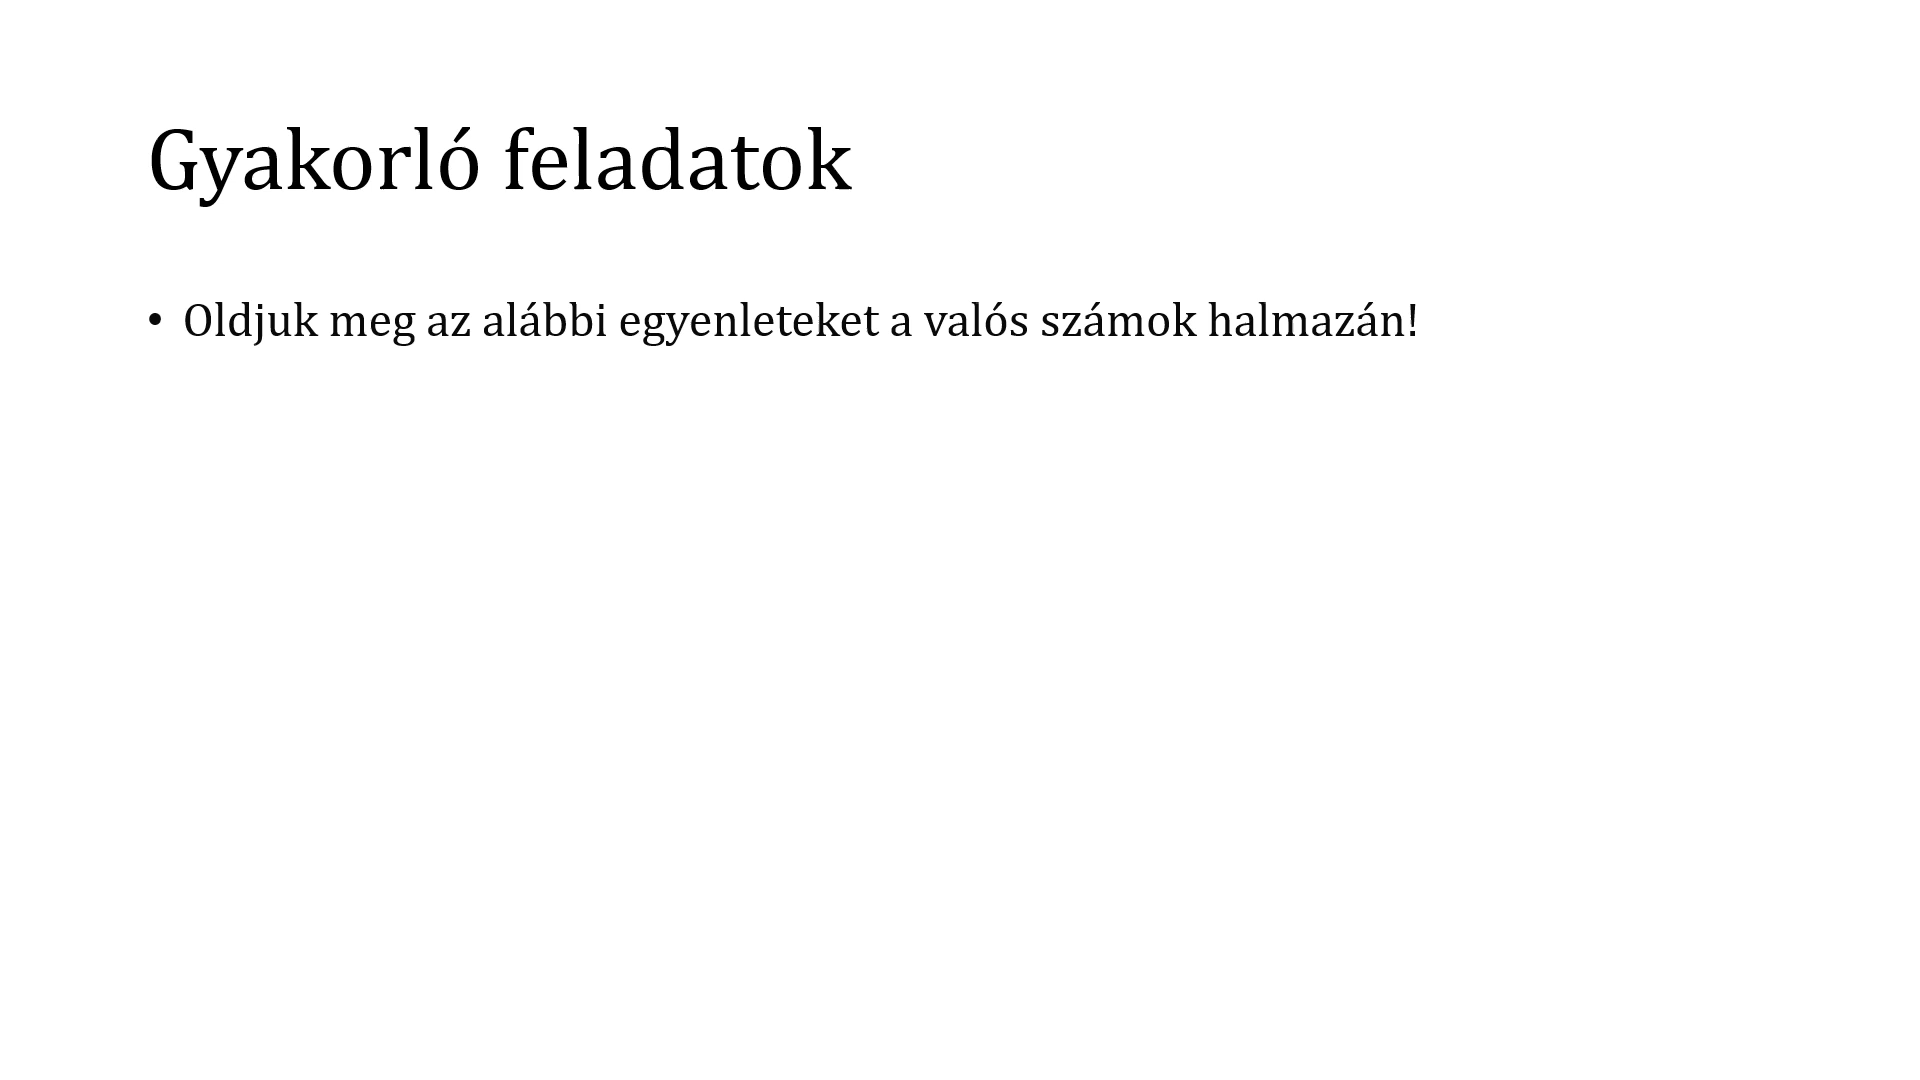 Gyakorló feladatok
• Oldjuk meg az alábbi egyenleteket a valós számok halmazán!